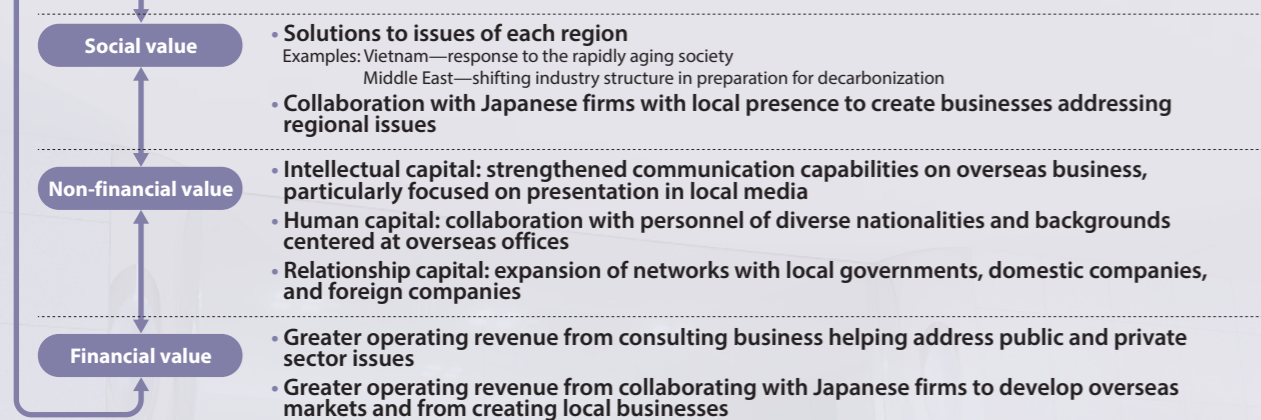 Social value
• Solutions to issues of each region
Examples: Vietnam—response to the rapidly aging society
Middle East—shifting industry structure in preparation for decarbonization
• Collaboration with Japanese firms with local presence to create businesses addressing
regional issues
Non-financial value
• Intellectual capital: strengthened communication capabilities on overseas business,
particularly focused on presentation in local media
• Human capital: collaboration with personnel of diverse nationalities and backgrounds
centered at overseas offices
• Relationship capital: expansion of networks with local governments, domestic companies,
and foreign companies
Financial value
• Greater operating revenue from consulting business helping address public and private
sector issues
• Greater operating revenue from collaborating with Japanese firms to develop overseas
markets and from creating local businesses